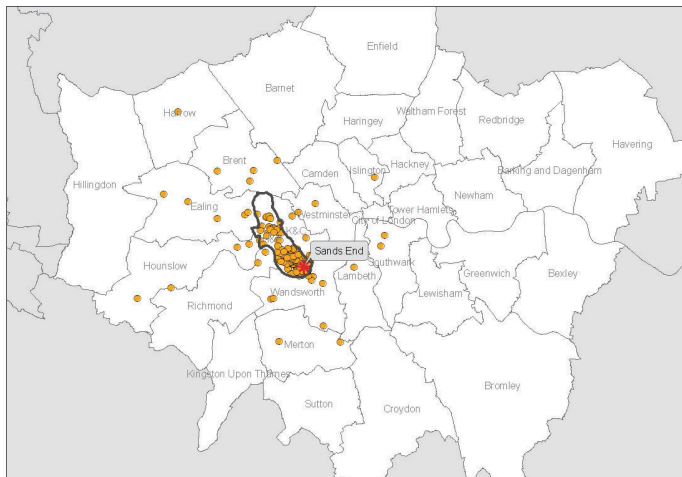 Enfield
Barnet
Harrow
Haringey
Waltham Forest
Redbridge
Havering
Brent
Camden
Islington
Hackney
Barking and Dagenham
Hillingdon
Newham
Ealing
Westminster
City of London
Tower Hamlets
K&C
Sands End
Hounslow
Southwark
Lambeth
Greenwich
Bexley
Wandsworth
Lewisham
Richmond
Merton
Kingston Upon Thames
Bromley
Sutton
Croydon